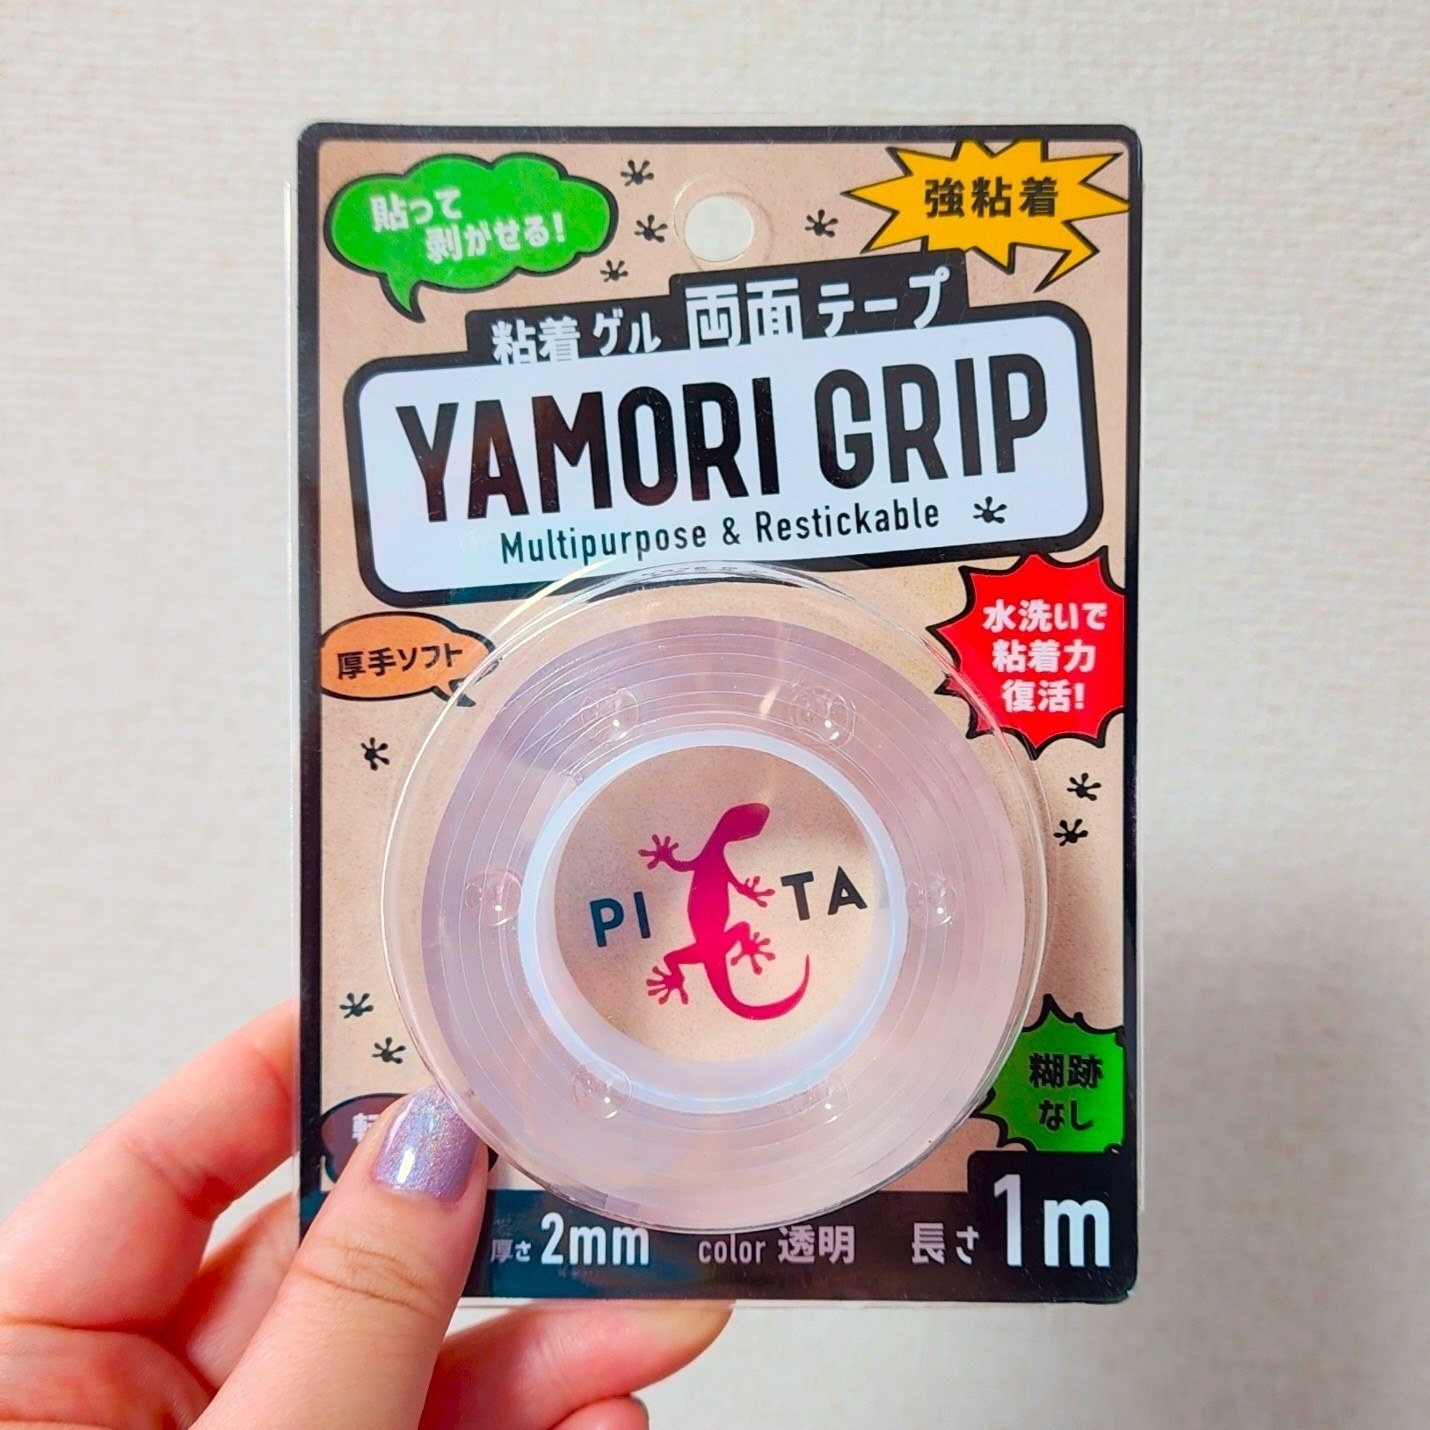 貼って
剥がせる!
強粘着
粘着ゲル 両面テープ
YAMORI GRIP
Multipurpose & Restickable
厚手ソフト
水洗いで
粘着力
復活!
PI TA
糊跡
なし
厚さ 2mm color 透明 長さ 1m